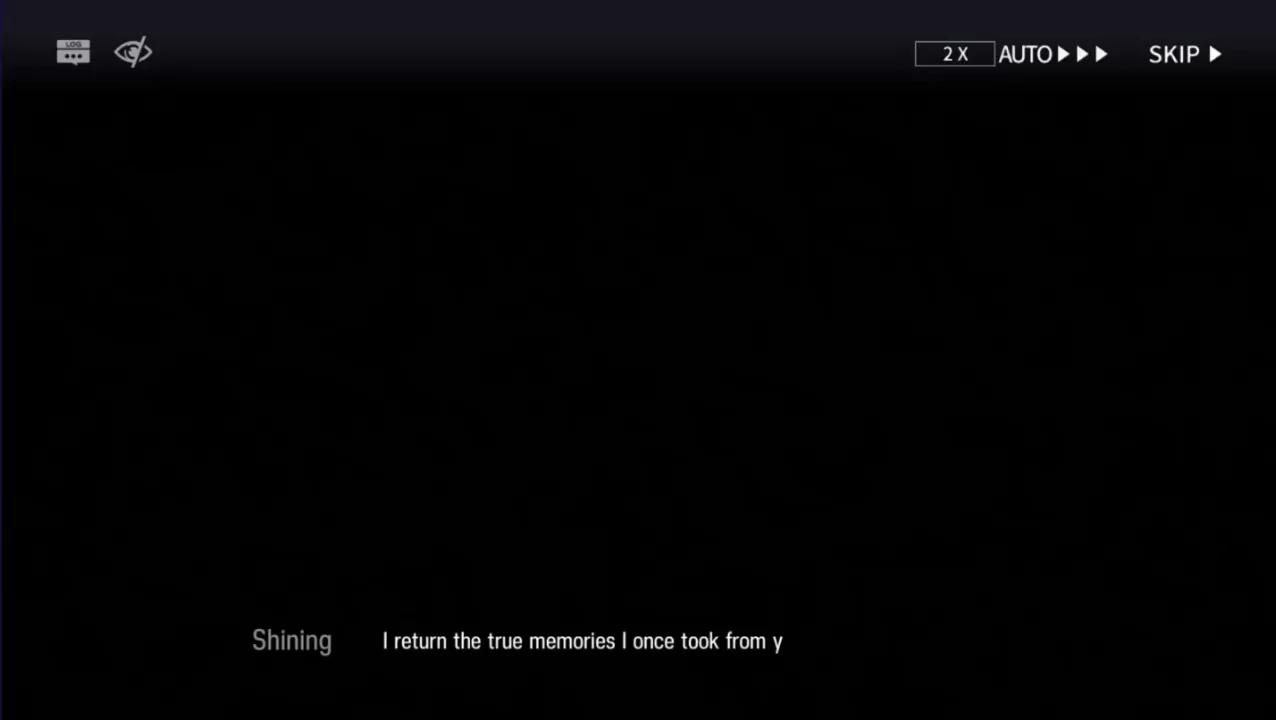 LOG
2 X AUTO SKIP
Shining I return the true memories I once took from y